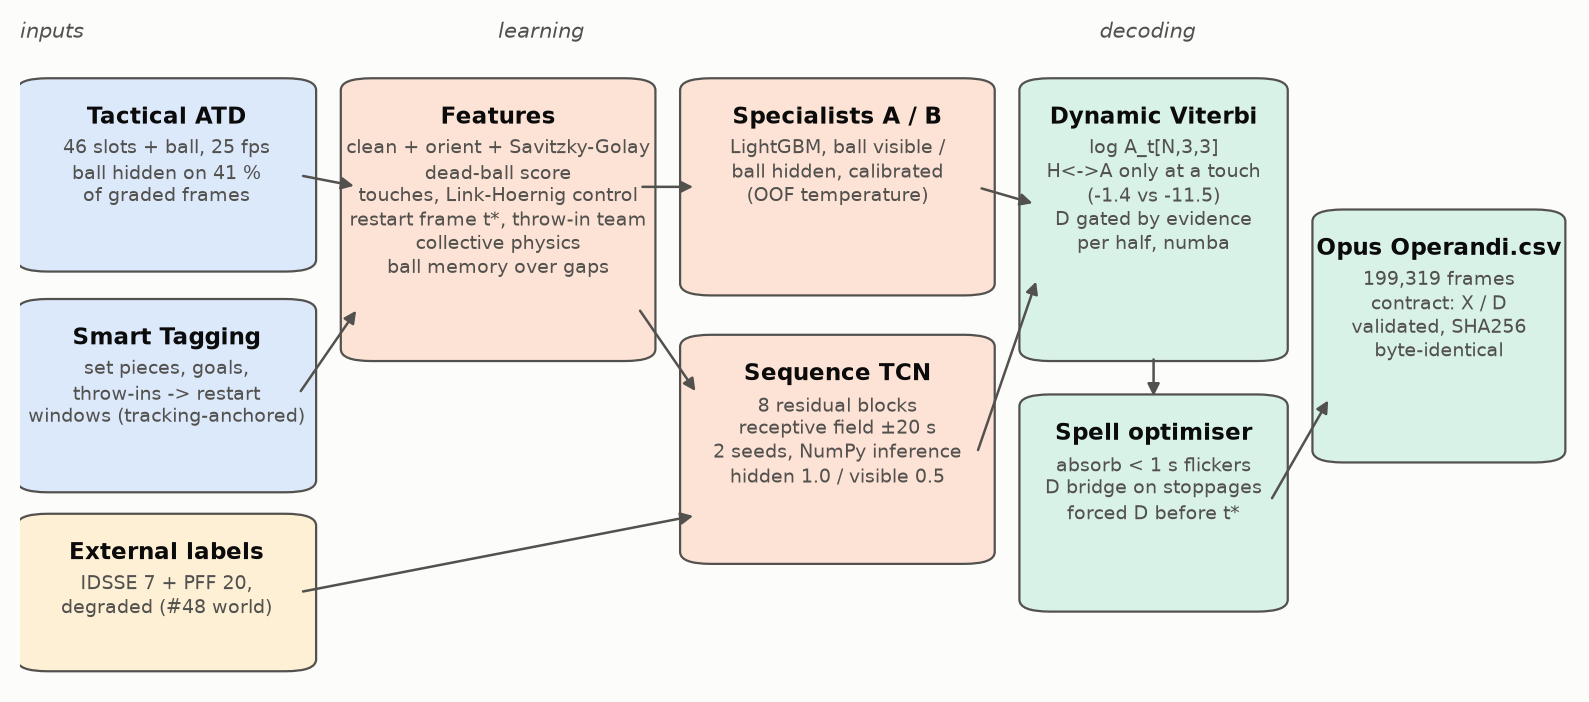 inputs
learning
decoding
Tactical ATD
46 slots + ball, 25 fps
ball hidden on 41 %
of graded frames
Smart Tagging
set pieces, goals,
throw-ins -> restart
windows (tracking-anchored)
External labels
IDSSE 7 + PFF 20,
degraded (#48 world)
Features
clean + orient + Savitzky-Golay
dead-ball score
touches, Link-Hoernig control
restart frame t*, throw-in team
collective physics
ball memory over gaps
Specialists A / B
LightGBM, ball visible /
ball hidden, calibrated
(OOF temperature)
Sequence TCN
8 residual blocks
receptive field ±20 s
2 seeds, NumPy inference
hidden 1.0 / visible 0.5
Dynamic Viterbi
log A_t[N,3,3]
H<->A only at a touch
(-1.4 vs -11.5)
D gated by evidence
per half, numba
Spell optimiser
absorb < 1 s flickers
D bridge on stoppages
forced D before t*
Opus Operandi.csv
199,319 frames
contract: X / D
validated, SHA256
byte-identical